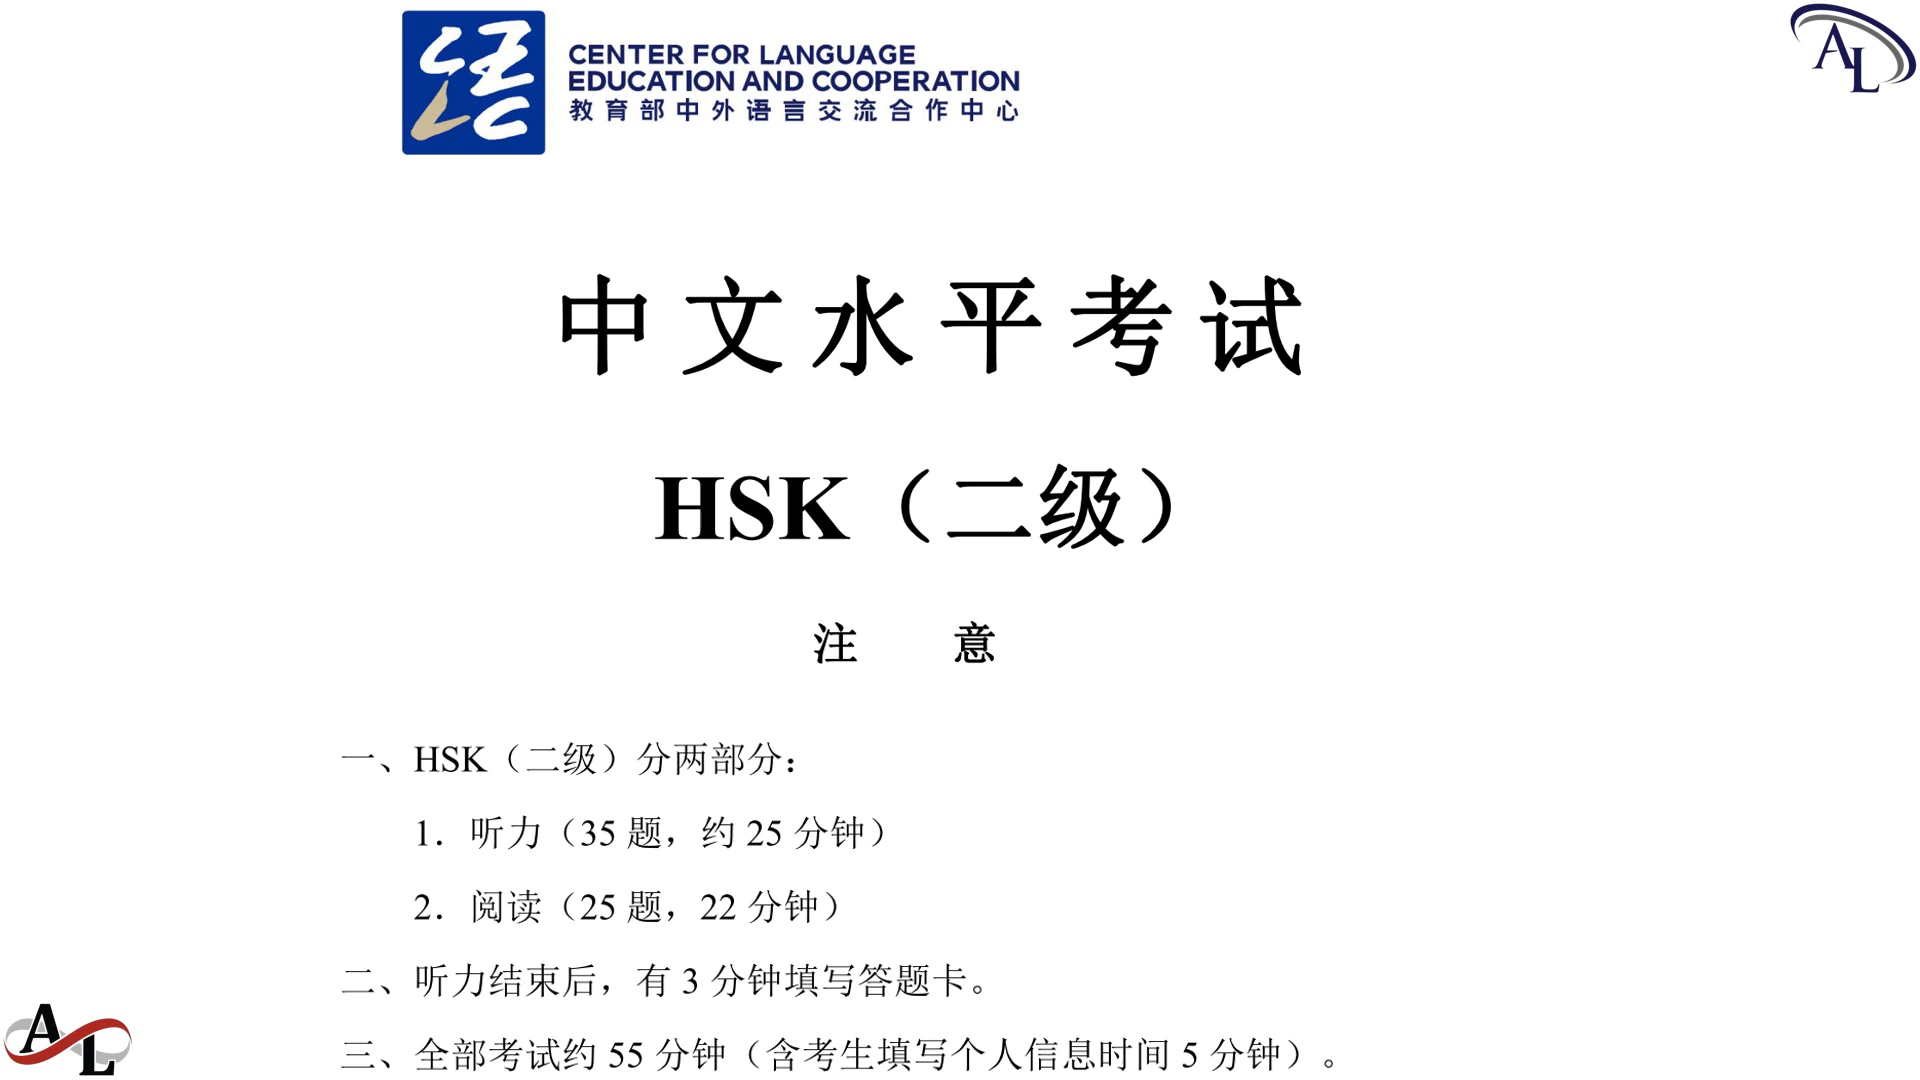 语
CENTER FOR LANGUAGE
EDUCATION AND COOPERATION
教育部中外语言交流合作中心
AL
中文水平考试
HSK（二级）
注 意
一、HSK（二级）分两部分：
1．听力（35 题，约 25 分钟）
2．阅读（25 题，22 分钟）
二、听力结束后，有 3 分钟填写答题卡。
三、全部考试约 55 分钟（含考生填写个人信息时间 5 分钟）。
AL